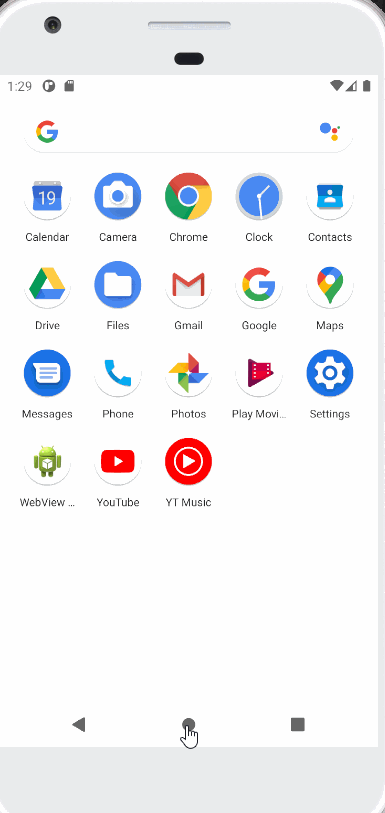 1:29
G
19
Calendar Camera Chrome Clock Contacts
Drive Files Gmail Google Maps
Messages Phone Photos Play Movi... Settings
WebView ... YouTube YT Music